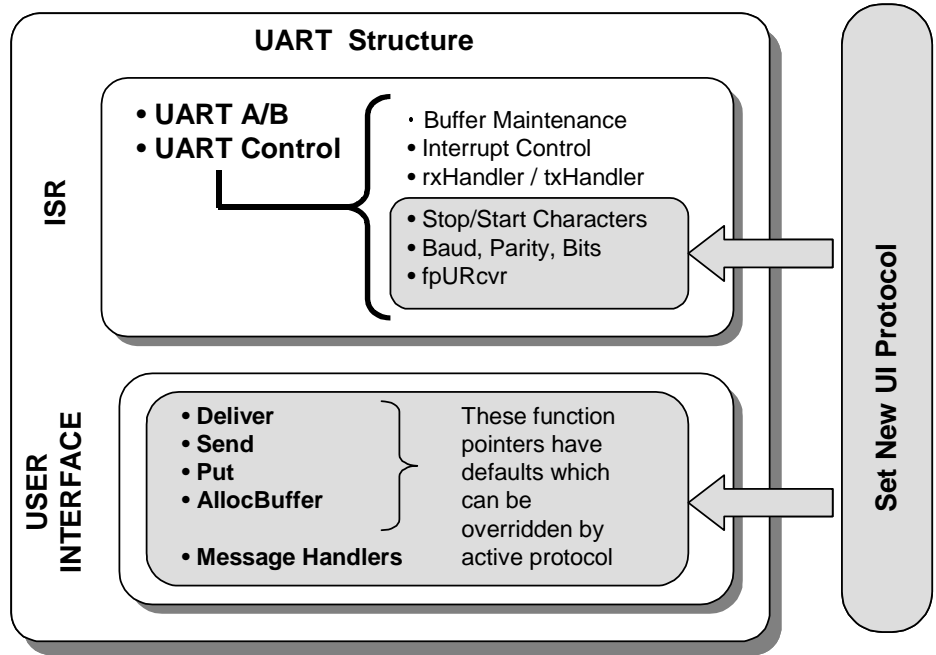 UART Structure
ISR
• UART A/B
• UART Control
· Buffer Maintenance
• Interrupt Control
• rxHandler / txHandler
• Stop/Start Characters
• Baud, Parity, Bits
• fpURcvr
USER
INTERFACE
• Deliver
• Send
• Put
• AllocBuffer
• Message Handlers
These function
pointers have
defaults which
can be
overridden by
active protocol
Set New UI Protocol